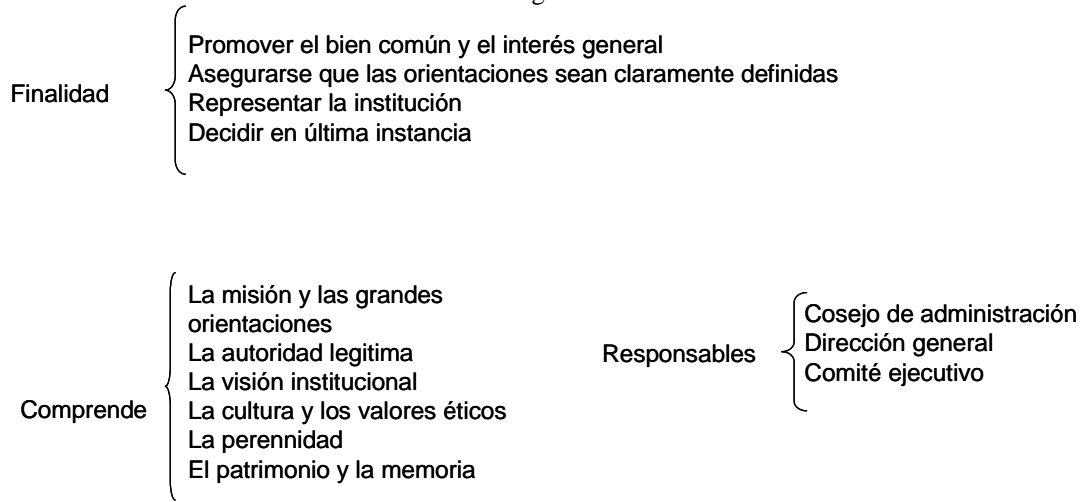 Finalidad
Promover el bien común y el interés general
Asegurarse que las orientaciones sean claramente definidas
Representar la institución
Decidir en última instancia
Comprende
La misión y las grandes
orientaciones
La autoridad legitima
La visión institucional
La cultura y los valores éticos
La perennidad
El patrimonio y la memoria
Responsables
Cosejo de administración
Dirección general
Comité ejecutivo